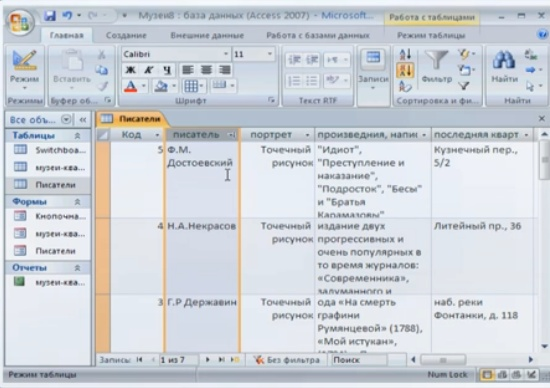 Музеи8 : база данных (Access 2007) - Microsoft...
Работа с таблицами
Главная
Создание
Внешние данные
Работа с базами данных
Режим таблицы
Режим
Вставить
Calibri
11
Ж К Ч
Записи
Фильтр
Найти
Режимы
Буфер об...
Шрифт
Текст RTF
Сортировка и фи...
Найти
Все объ...
Писатели
Таблицы
Switchboa...
музеи-ква...
Писатели
Формы
Кнопочна...
музеи-ква...
Писатели
Отчеты
музеи-ква...
Код
писатель
портрет
произведния, напис
последняя кварт
5
Ф.М. Достоевский
Точечный рисунок
"Идиот",
"Преступление и
наказание",
"Подросток", "Бесы"
и "Братья
Карамазовы"
Кузнечный пер.,
5/2
4
Н.А.Некрасов
Точечный рисунок
издание двух
прогрессивных и
очень популярных в
то время журналов:
«Современника»,
задуманного и
Литейный пр., 36
3
Г.Р Державин
Точечный рисунок
ода «На смерть
графини
Румянцевой» (1788),
«Мой истукан»,
наб. реки
Фонтанки, д. 118
Запись:
1 из 7
Без фильтра
Поиск
Режим таблицы
Num Lock